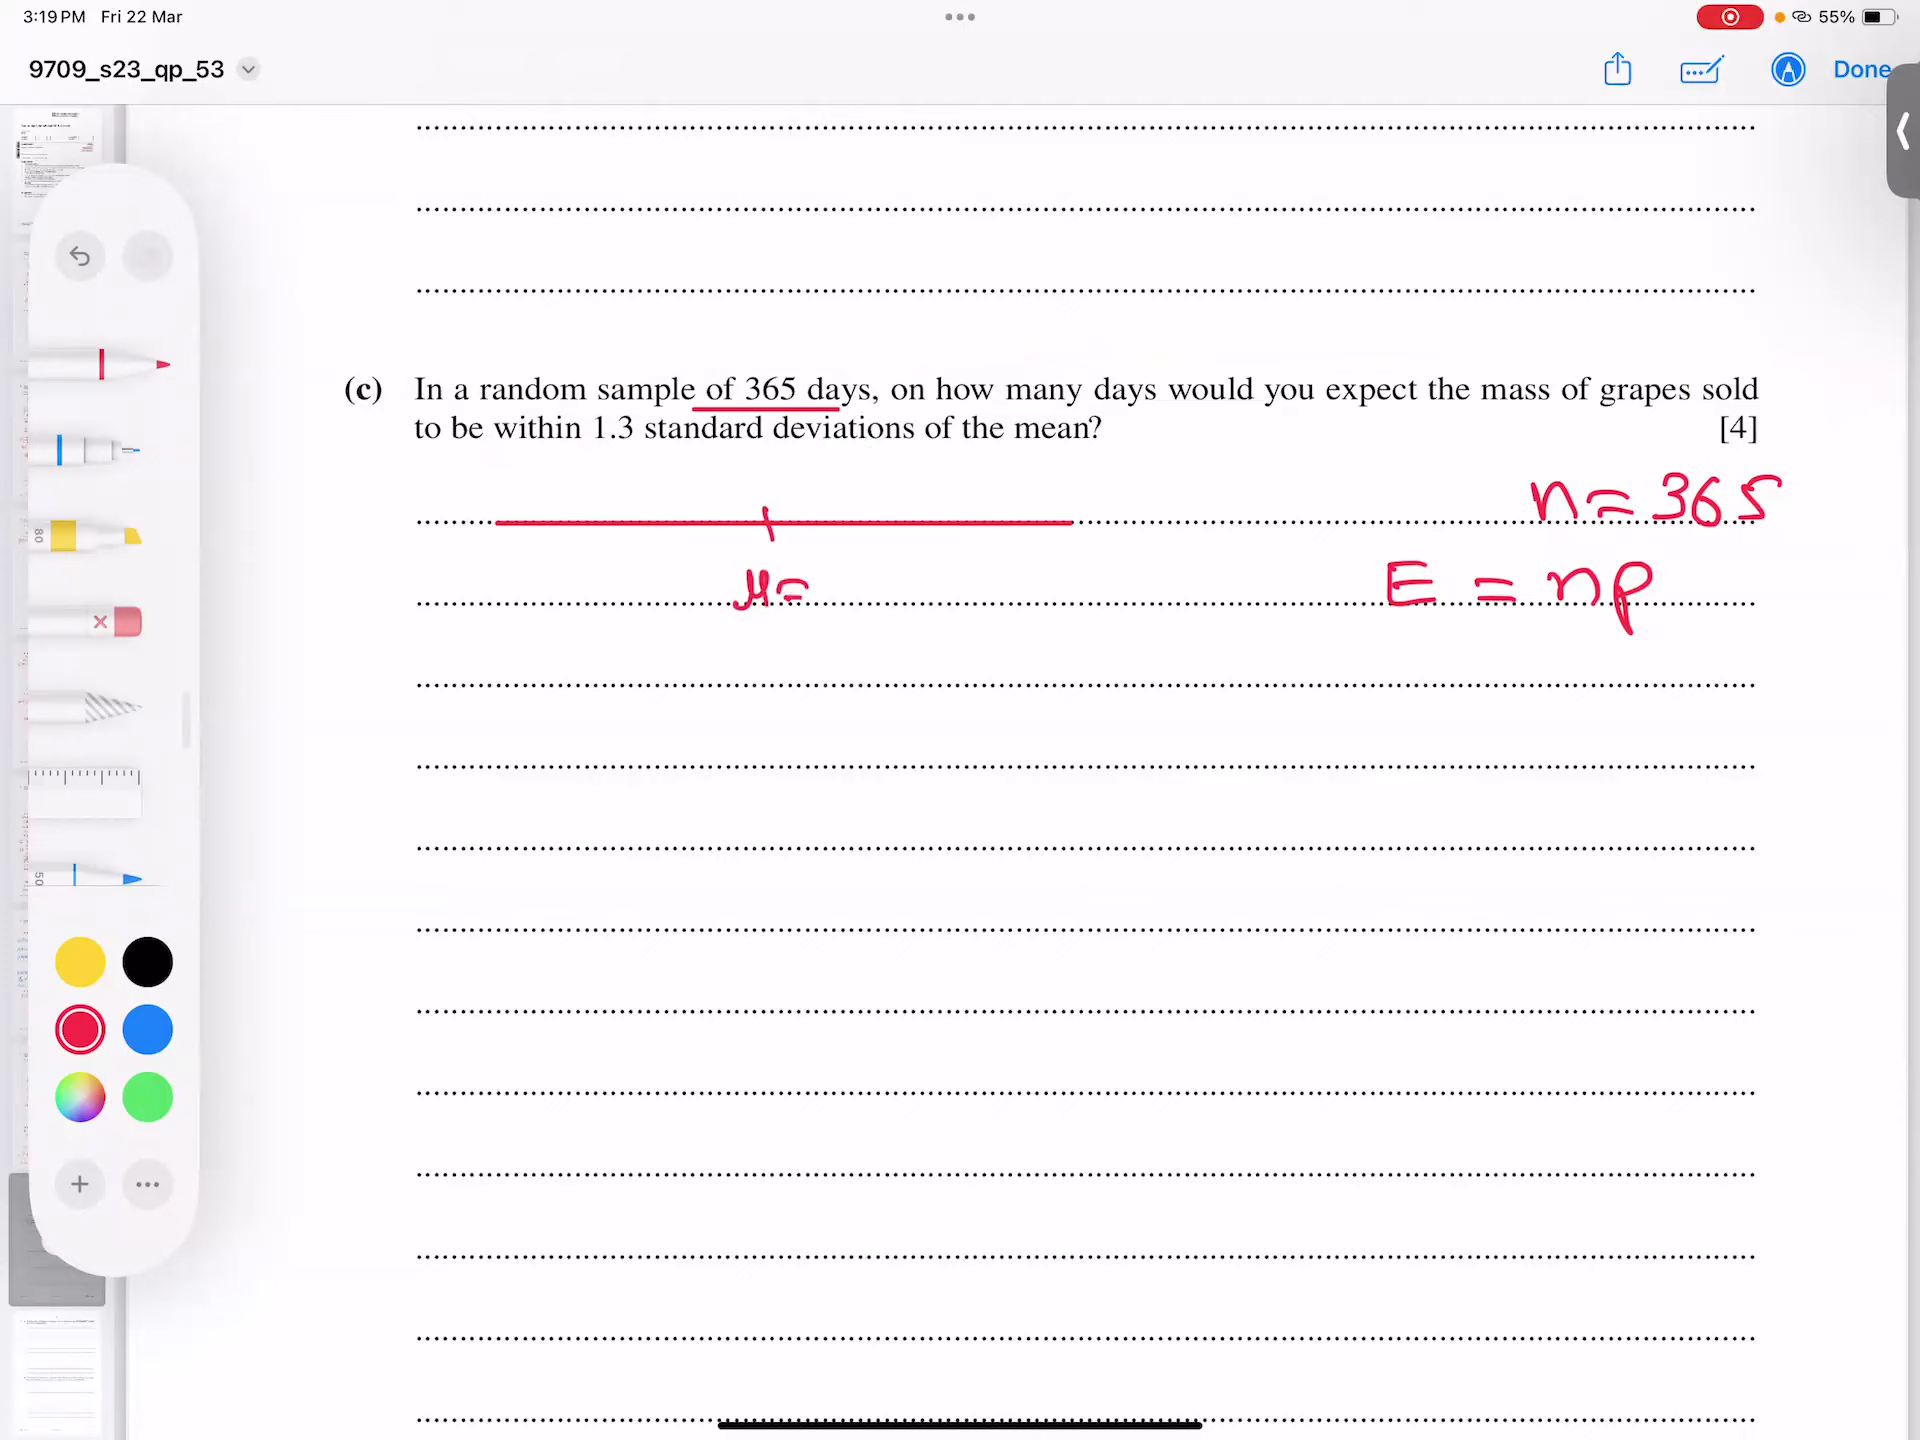 3:19 PM Fri 22 Mar
55%
9709_s23_qp_53
Done
(c) In a random sample of 365 days, on how many days would you expect the mass of grapes sold
to be within 1.3 standard deviations of the mean? [4]
n = 365
μ =
E = np
80
50